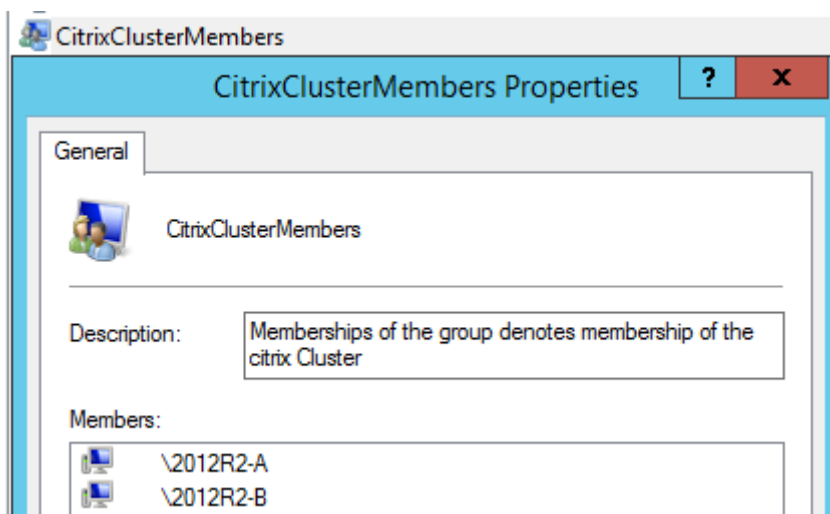 CitrixClusterMembers
CitrixClusterMembers Properties
?
x
General
CitrixClusterMembers
Description:
Memberships of the group denotes membership of the
citrix Cluster
Members:
\2012R2-A
\2012R2-B